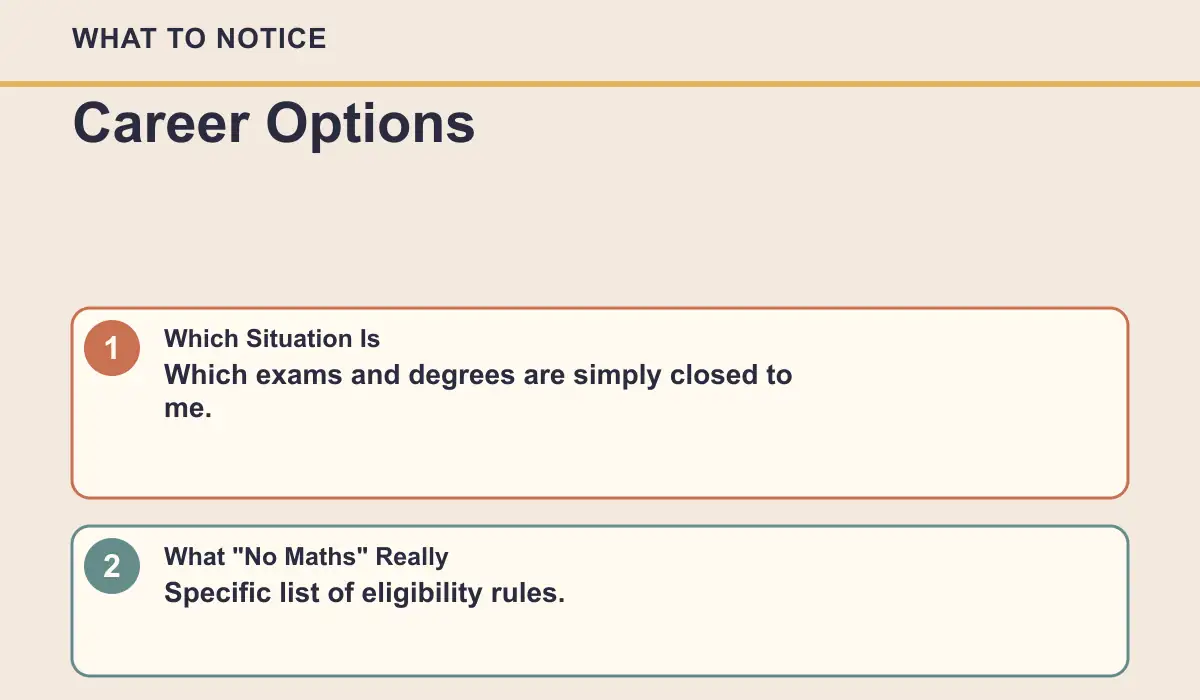 WHAT TO NOTICE
Career Options
1
Which Situation Is
Which exams and degrees are simply closed to
me.
2
What "No Maths" Really
Specific list of eligibility rules.